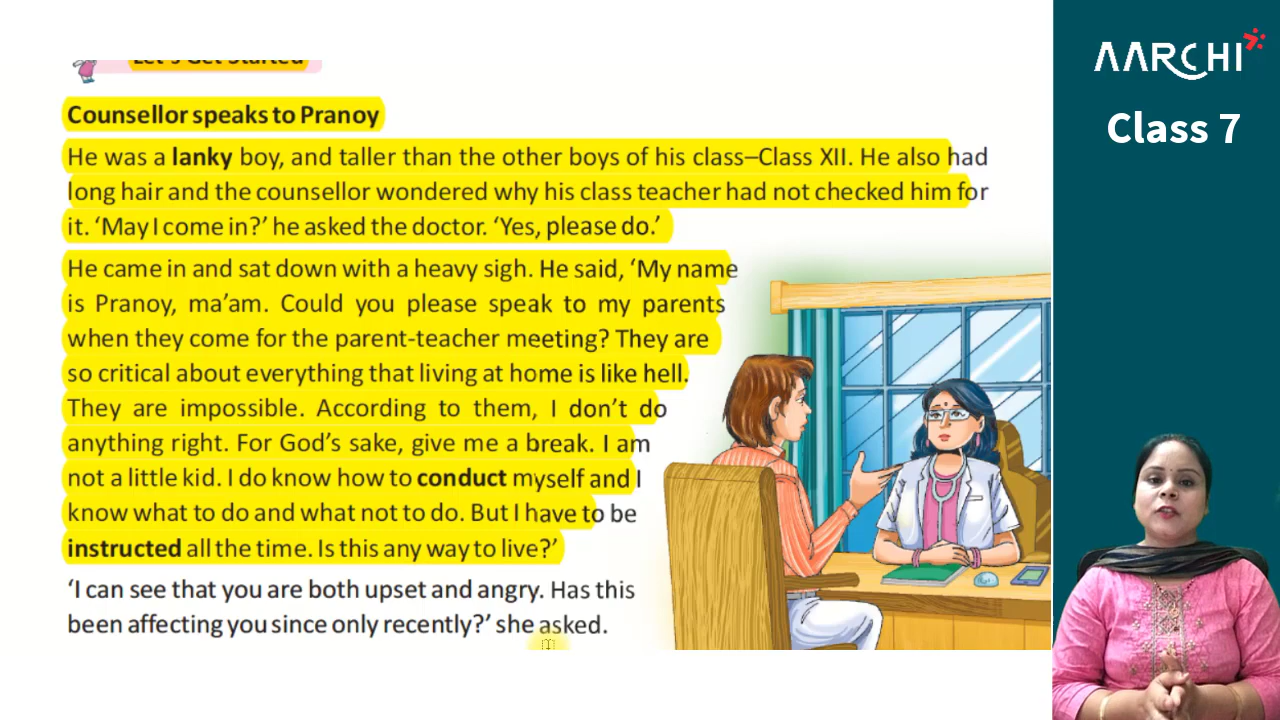 Let's Get Started
Counsellor speaks to Pranoy
He was a lanky boy, and taller than the other boys of his class–Class XII. He also had
long hair and the counsellor wondered why his class teacher had not checked him for
it. ‘May I come in?’ he asked the doctor. ‘Yes, please do.’
He came in and sat down with a heavy sigh. He said, ‘My name
is Pranoy, ma’am. Could you please speak to my parents
when they come for the parent-teacher meeting? They are
so critical about everything that living at home is like hell.
They are impossible. According to them, I don’t do
anything right. For God’s sake, give me a break. I am
not a little kid. I do know how to conduct myself and I
know what to do and what not to do. But I have to be
instructed all the time. Is this any way to live?’
‘I can see that you are both upset and angry. Has this
been affecting you since only recently?’ she asked.
AARCHI
Class 7